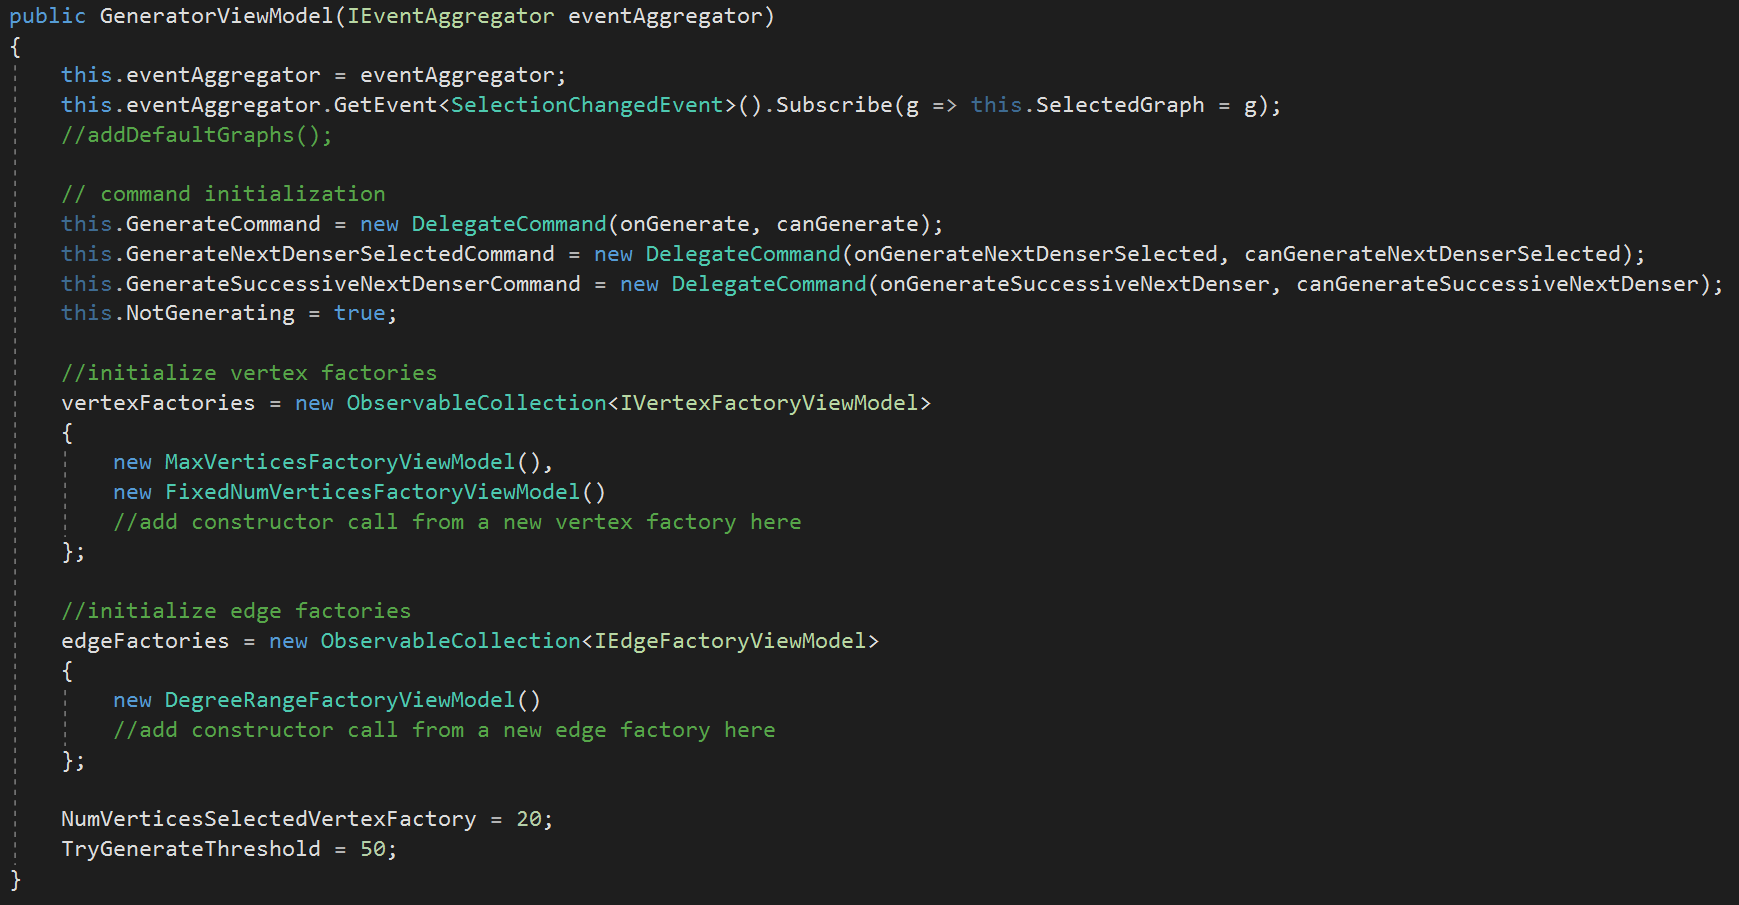 public GeneratorViewModel(IEventAggregator eventAggregator)
{
    this.eventAggregator = eventAggregator;
    this.eventAggregator.GetEvent<SelectionChangedEvent>().Subscribe(g => this.SelectedGraph = g);
    //addDefaultGraphs();

    // command initialization
    this.GenerateCommand = new DelegateCommand(onGenerate, canGenerate);
    this.GenerateNextDenserSelectedCommand = new DelegateCommand(onGenerateNextDenserSelected, canGenerateNextDenserSelected);
    this.GenerateSuccessiveNextDenserCommand = new DelegateCommand(onGenerateSuccessiveNextDenser, canGenerateSuccessiveNextDenser);
    this.NotGenerating = true;

    //initialize vertex factories
    vertexFactories = new ObservableCollection<IVertexFactoryViewModel>
    {
        new MaxVerticesFactoryViewModel(),
        new FixedNumVerticesFactoryViewModel()
        //add constructor call from a new vertex factory here
    };

    //initialize edge factories
    edgeFactories = new ObservableCollection<IEdgeFactoryViewModel>
    {
        new DegreeRangeFactoryViewModel()
        //add constructor call from a new edge factory here
    };

    NumVerticesSelectedVertexFactory = 20;
    TryGenerateThreshold = 50;
}